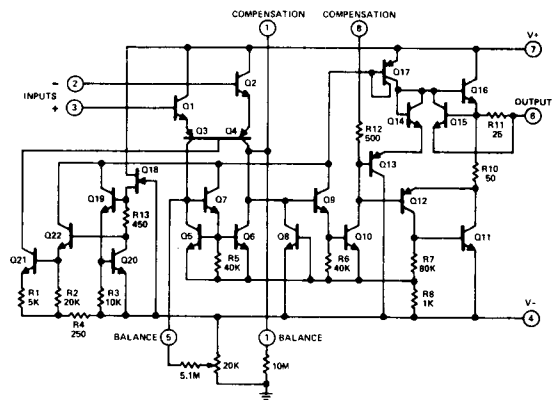 COMPENSATION COMPENSATION
1 8
V+
7
Q17
2 Q2
Q16
INPUTS
3 Q1
OUTPUT
Q14 Q15 6
+
R11
25
Q3 Q4
R12
500
Q18 Q13
R10
50
Q19 Q7 Q9
Q12
R13
450
Q22
Q5 Q6 Q8 Q10 Q11
Q21 Q20
R5
40K
R6
40K
R7
80K
R1
5K
R2
20K
R3
10K
R8
1K
R4
250
V-
4
BALANCE 5 1 BALANCE
20K 10M
5.1M